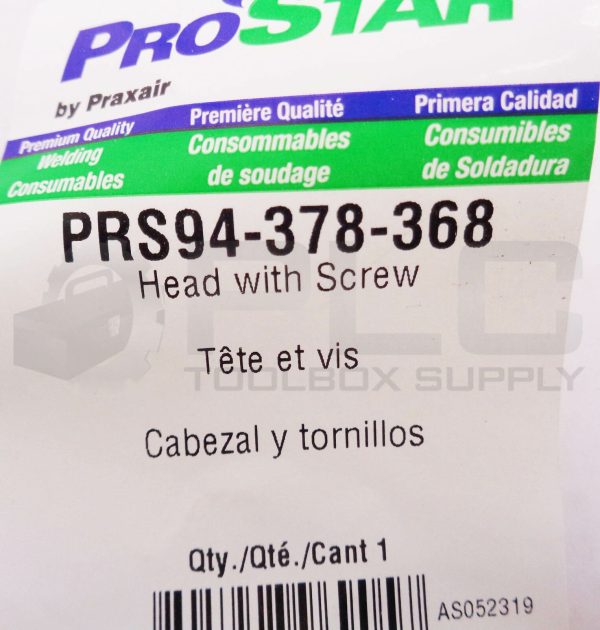 PROSTAR
by Praxair
Premium Quality
Welding
Consumables
Première Qualité
Consommables
de soudage
Primera Calidad
Consumibles
de Soldadura
PRS94-378-368
Head with Screw
Tête et vis
Cabezal y tornillos
PLC
TOOLBOX SUPPLY
Qty./Qté./Cant 1
AS052319